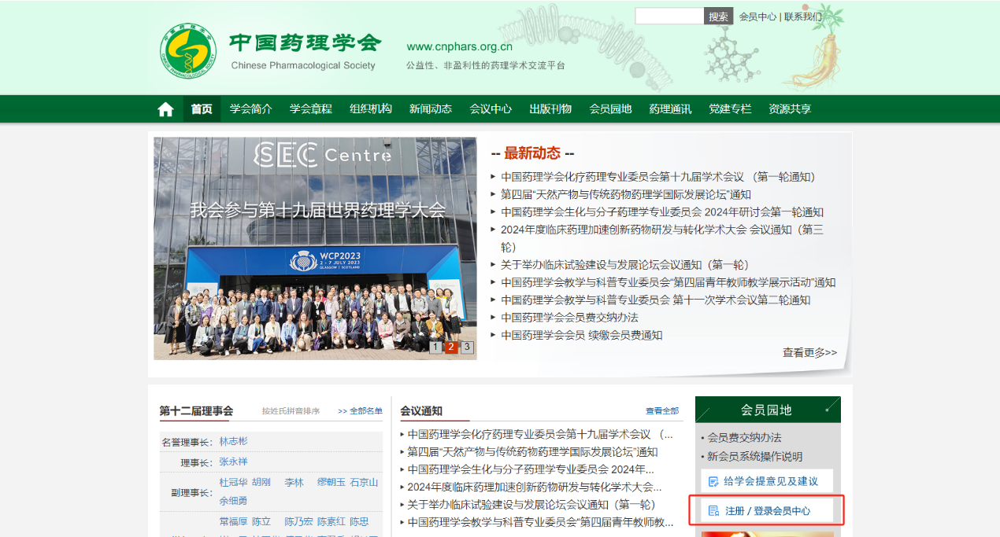 搜索
会员中心 | 联系我们
中国药理学会
Chinese Pharmacological Society
www.cnphars.org.cn
公益性、非盈利性的药理学术交流平台
首页 学会简介 学会章程 组织机构 新闻动态 会议中心 出版刊物 会员园地 药理通讯 党建专栏 资源共享
SEC Centre
我会参与第十九届世界药理学大会
WCP2023
2 - 7 JULY 2023
GLASGOW | SCOTLAND
1 2 3
-- 最新动态 --
中国药理学会化疗药理专业委员会第十九届学术会议 （第一轮通知）
第四届“天然产物与传统药物药理学国际发展论坛”通知
中国药理学会生化与分子药理学专业委员会 2024年研讨会第一轮通知
2024年度临床药理加速创新药物研发与转化学术大会 会议通知（第三
轮）
关于举办临床试验建设与发展论坛会议通知（第一轮）
中国药理学会教学与科普专业委员会“第四届青年教师教学展示活动”通知
中国药理学会教学与科普专业委员会 第十一次学术会议第二轮通知
中国药理学会会员费交纳办法
中国药理学会会员 续缴会员费通知
查看更多>>
第十二届理事会 按姓氏拼音排序 >> 全部名单
名誉理事长： 林志彬
理事长： 张永祥
副理事长： 杜冠华 胡刚 李林 缪朝玉 石京山
余细勇
常福厚 陈立 陈乃宏 陈素红 陈忠
会议通知 查看全部
中国药理学会化疗药理专业委员会第十九届学术会议 （...
第四届“天然产物与传统药物药理学国际发展论坛”通知
中国药理学会生化与分子药理学专业委员会 2024年...
2024年度临床药理加速创新药物研发与转化学术大会...
关于举办临床试验建设与发展论坛会议通知（第一轮）
中国药理学会教学与科普专业委员会“第四届青年教师教...
会员园地
• 会员费交纳办法
• 新会员系统操作说明
给学会提意见及建议
注册 / 登录会员中心